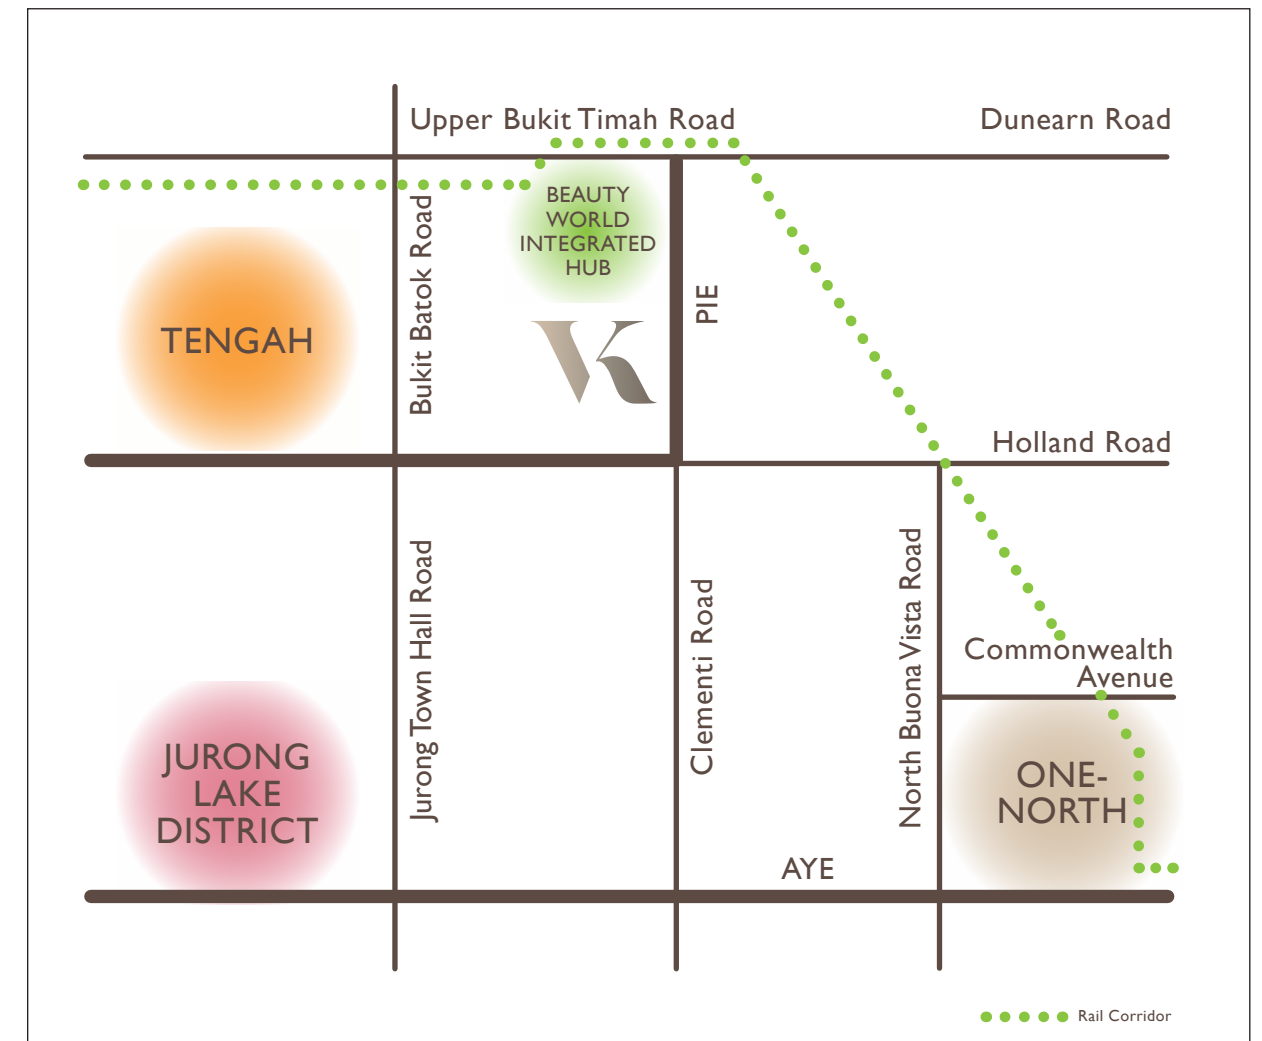 Upper Bukit Timah Road
Dunearn Road
BEAUTY
WORLD
INTEGRATED
HUB
Bukit Batok Road
PIE
TENGAH
K
Holland Road
Jurong Town Hall Road
Clementi Road
North Buona Vista Road
Commonwealth
Avenue
JURONG
LAKE
DISTRICT
ONE-
NORTH
AYE
Rail Corridor